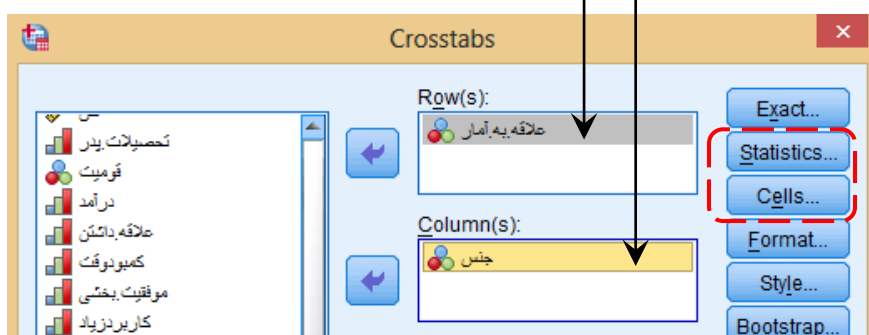 Crosstabs
تحصیلات.پدر
قومیت
درآمد
علاقه.داشتن
کمبودوقت
موفقیت.بخشی
کاربردزیاد
Row(s):
علاقه.به.آمار
Column(s):
جنس
Exact...
Statistics...
Cells...
Format...
Style...
Bootstrap...